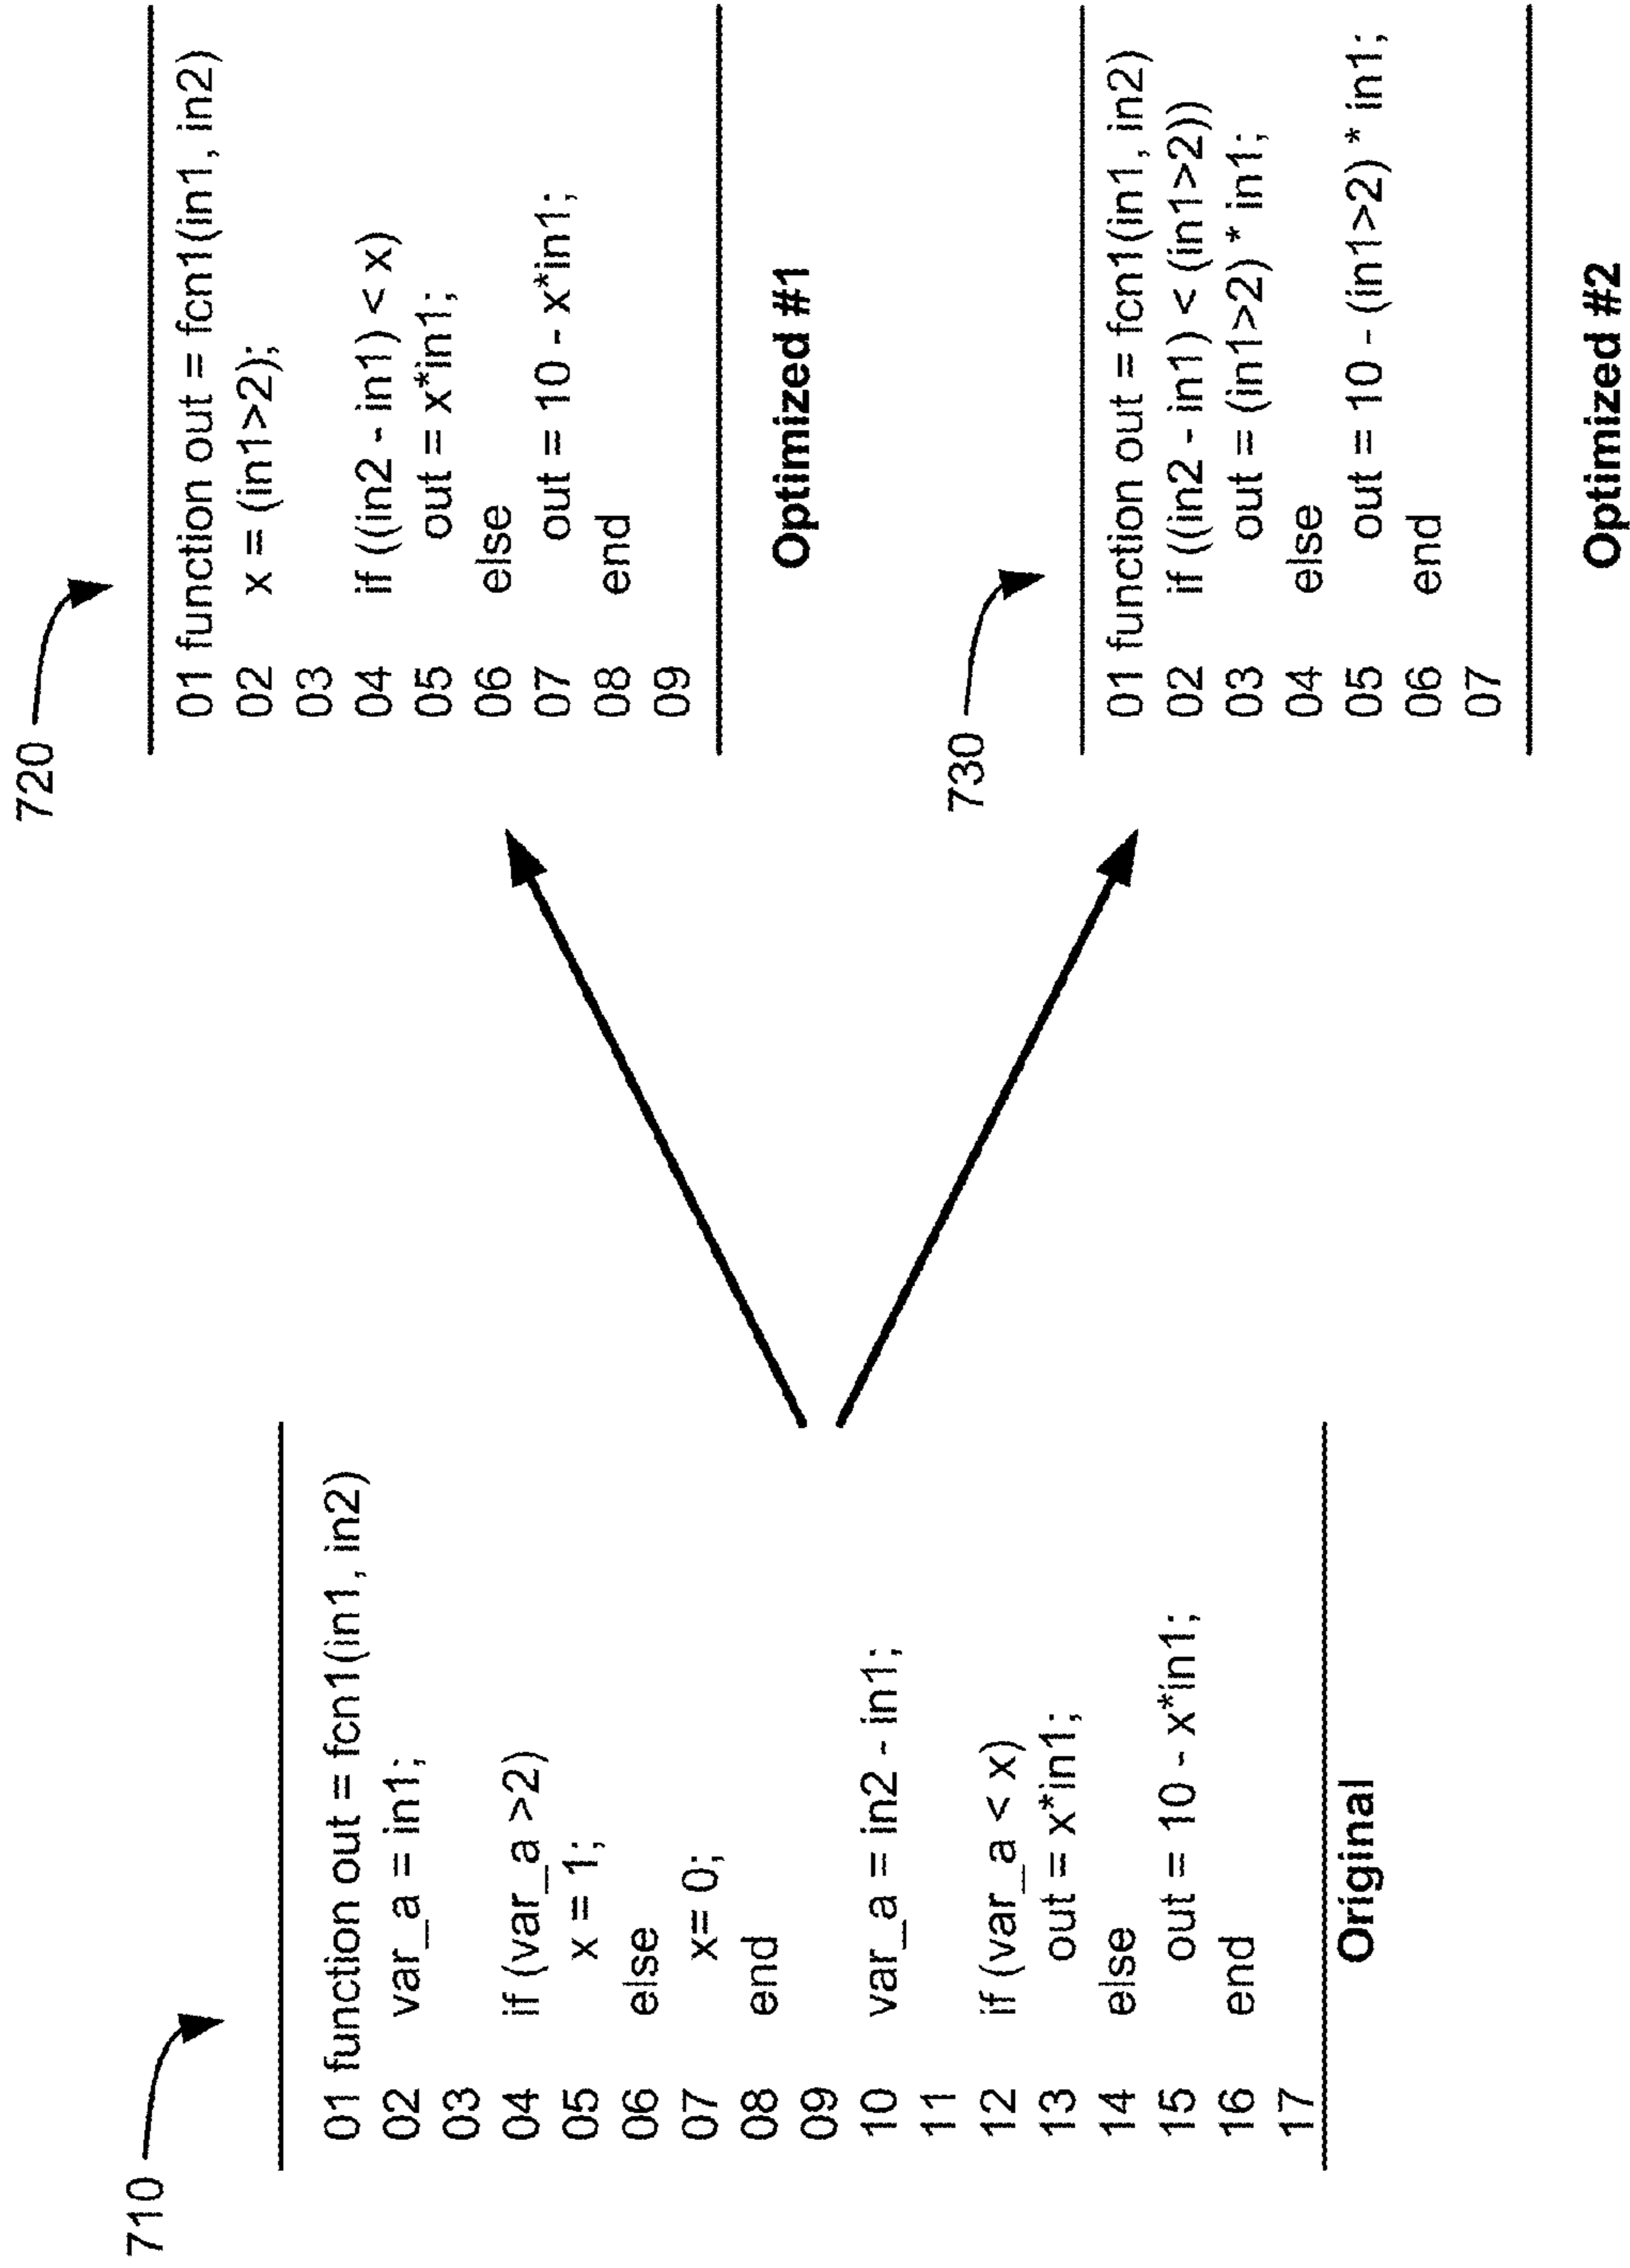 710
01 function out = fcn1(in1, in2)
02 var_a = in1;
03
04 if (var_a >2)
05 x = 1;
06 else
07 x= 0;
08 end
09
10 var_a = in2 - in1;
11
12 if (var_a < x)
13 out = x*in1;
14 else
15 out = 10 - x*in1;
16 end
17
Original
720
01 function out = fcn1(in1, in2)
02 x = (in1>2);
03
04 if ((in2 - in1) < x)
05 out = x*in1;
06 else
07 out = 10 - x*in1;
08 end
09
Optimized #1
730
01 function out = fcn1(in1, in2)
02 if ((in2 - in1) < (in1>2))
03 out = (in1>2) * in1;
04 else
05 out = 10 - (in1>2) * in1;
06 end
07
Optimized #2